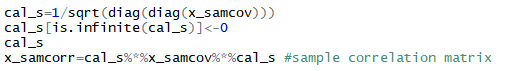 cal_s=1/sqrt(diag(diag(x_samcov)))
cal_s[is.infinite(cal_s)]<-0
cal_s
x_samcorr=cal_s%*%x_samcov%*%cal_s #sample correlation matrix